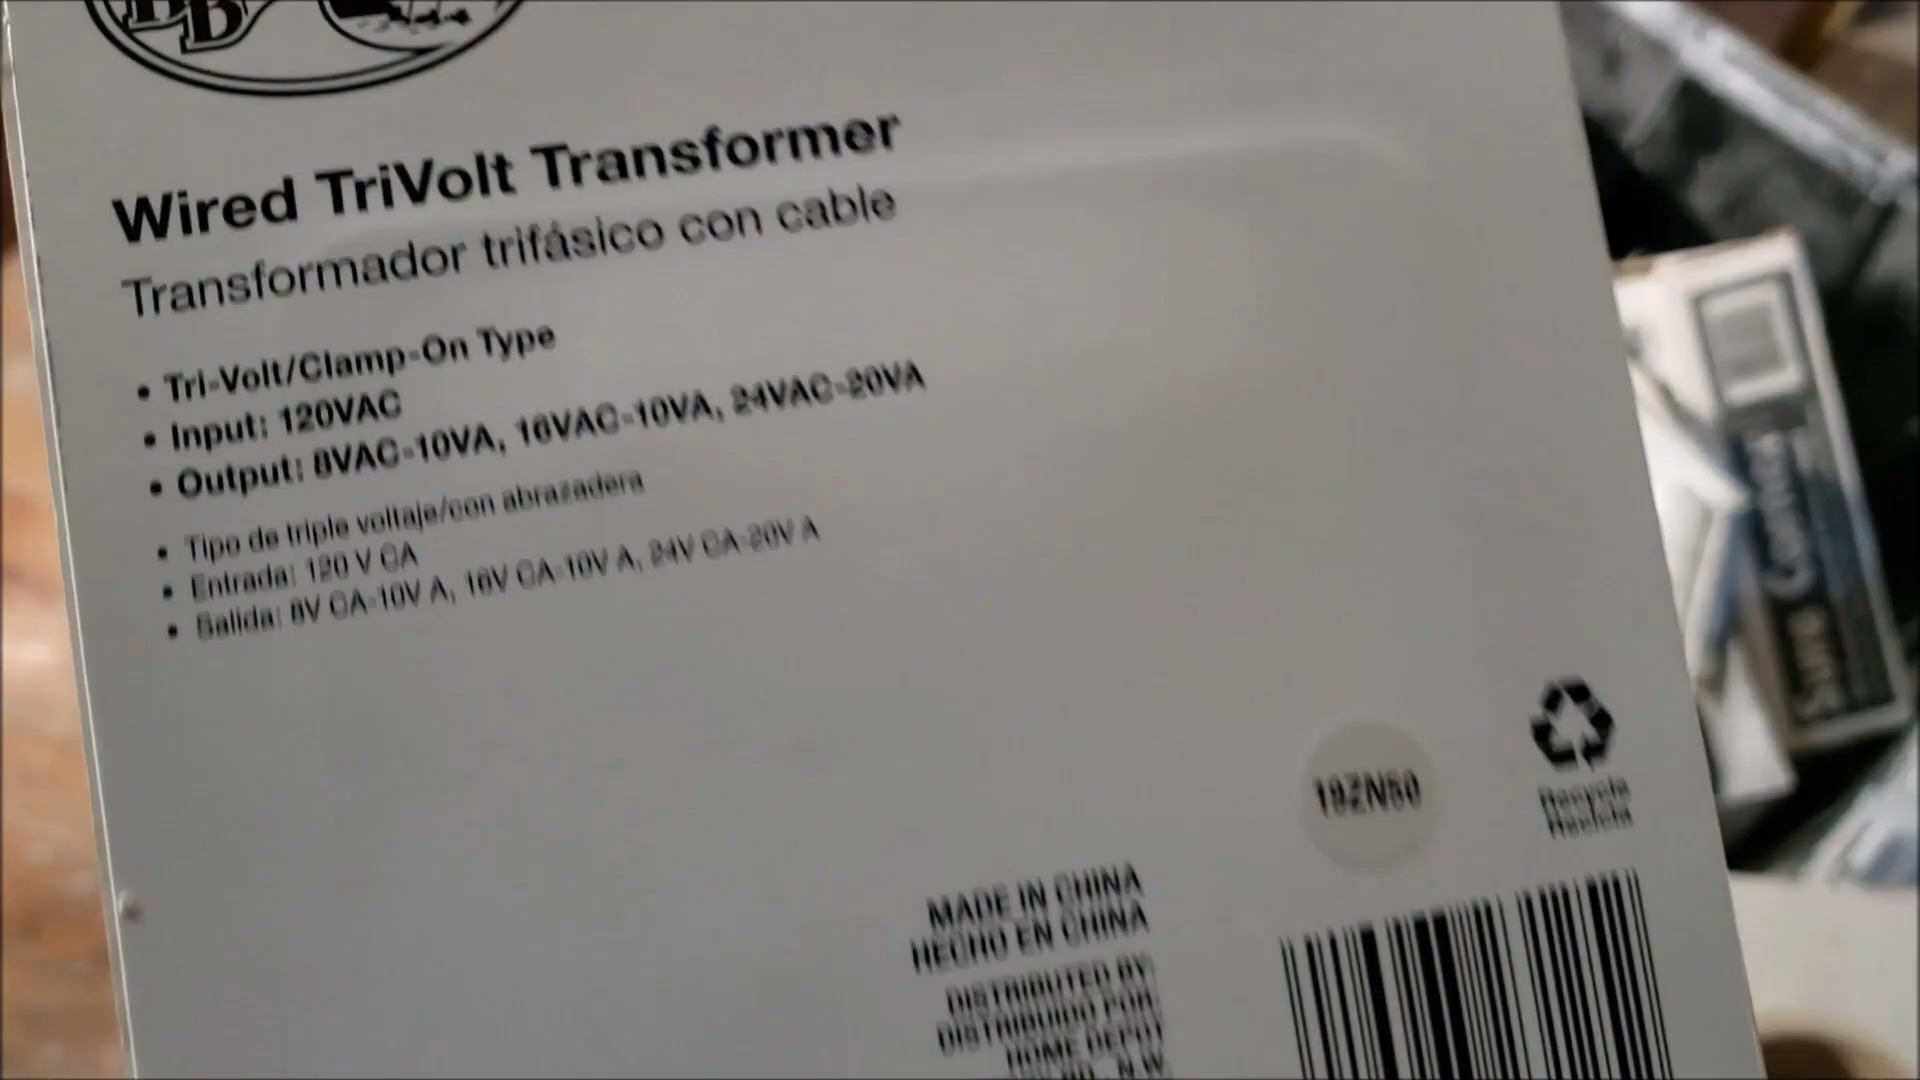 HB
Wired TriVolt Transformer
Transformador trifásico con cable
• Tri-Volt/Clamp-On Type
• Input: 120VAC
• Output: 8VAC-10VA, 16VAC-10VA, 24VAC-20VA
• Tipo de triple voltaje/con abrazadera
• Entrada: 120 V CA
• Salida: 8V CA-10V A, 16V CA-10V A, 24V CA-20V A
19ZN50
Recycle
Recicla
MADE IN CHINA
HECHO EN CHINA
DISTRIBUTED BY:
DISTRIBUIDO POR:
HOME DEPOT
N.W.